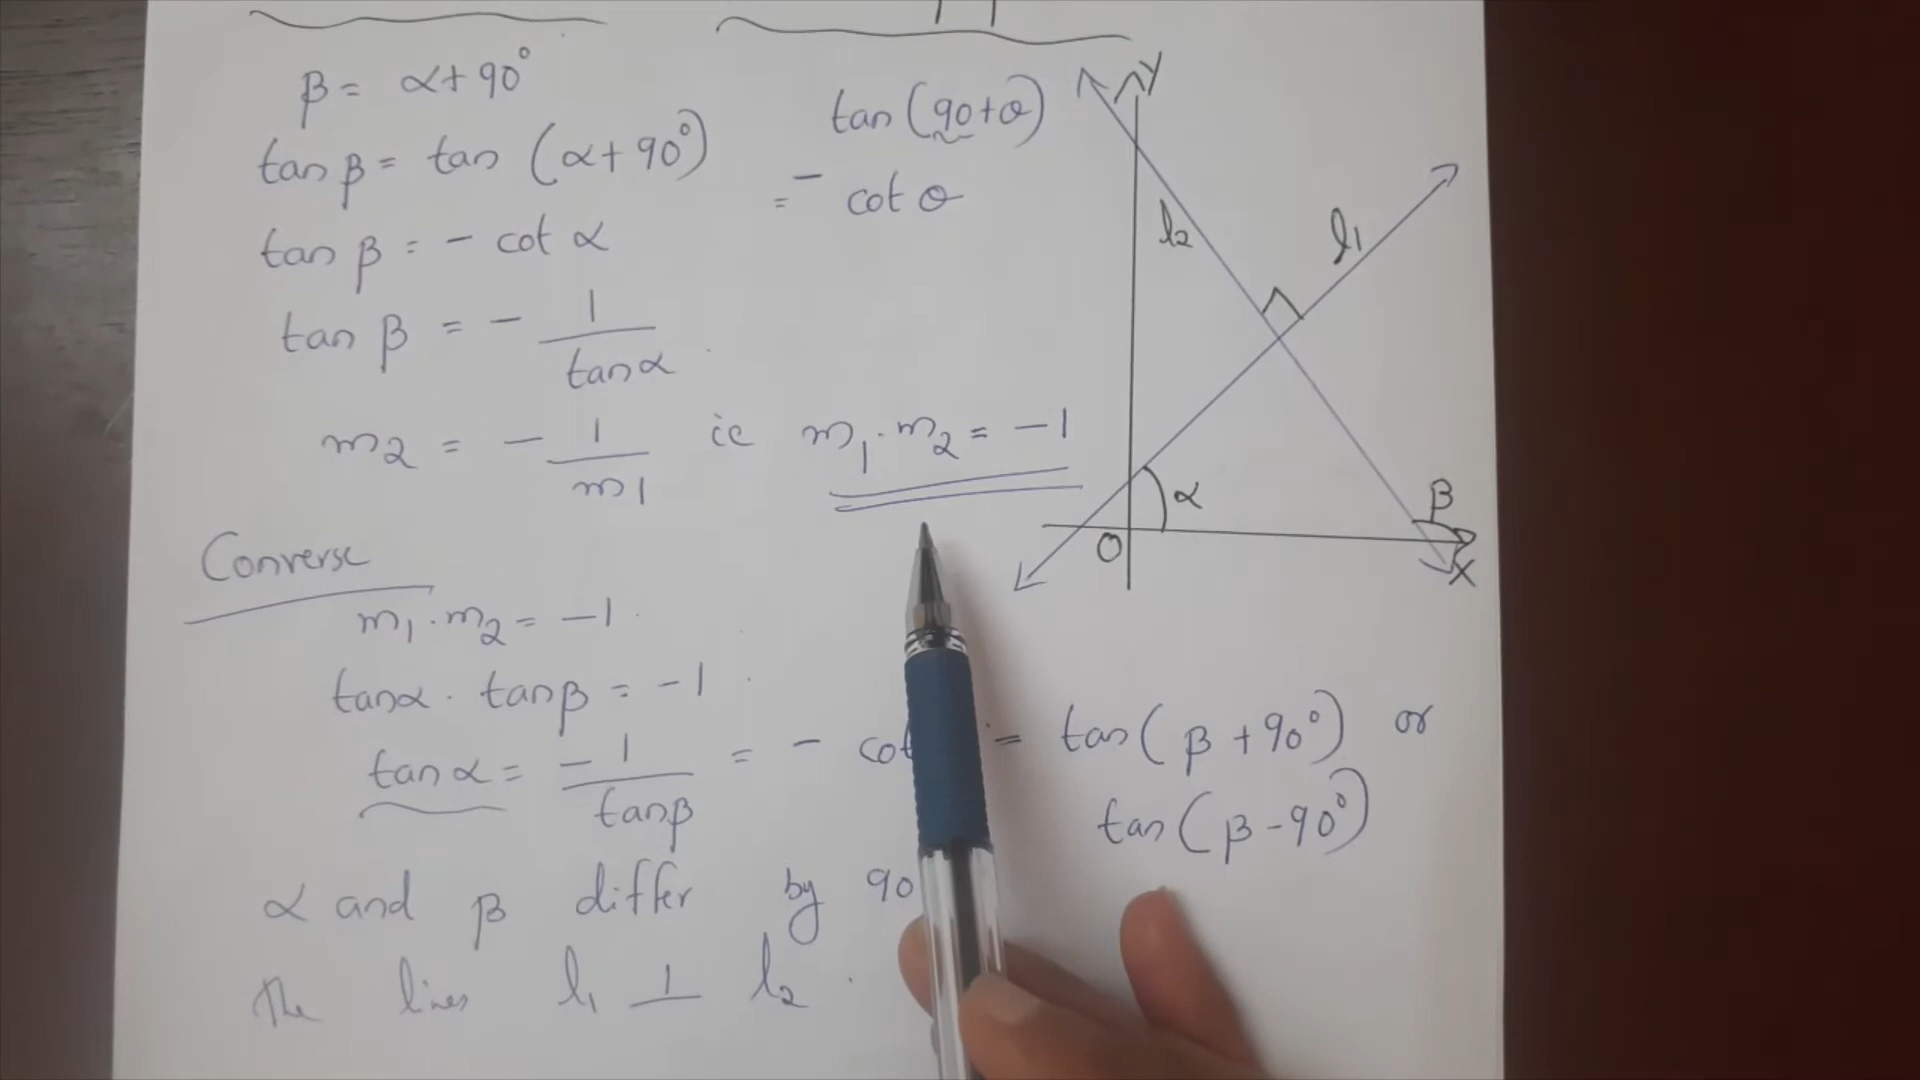 β = α + 90°
tan β = tan (α + 90°)
tan β = - cot α
tan β = - 1/tan α
m2 = - 1/m1 ie m1 . m2 = -1
tan (90 + θ)
= - cot θ
Y
l2
l1
α
β
O
X
Converse
m1 . m2 = -1
tan α . tan β = -1
tan α = -1/tan β = - cot = tan (β + 90°) or
tan (β - 90°)
α and β differ by 90
The lines l1 ⊥ l2 .